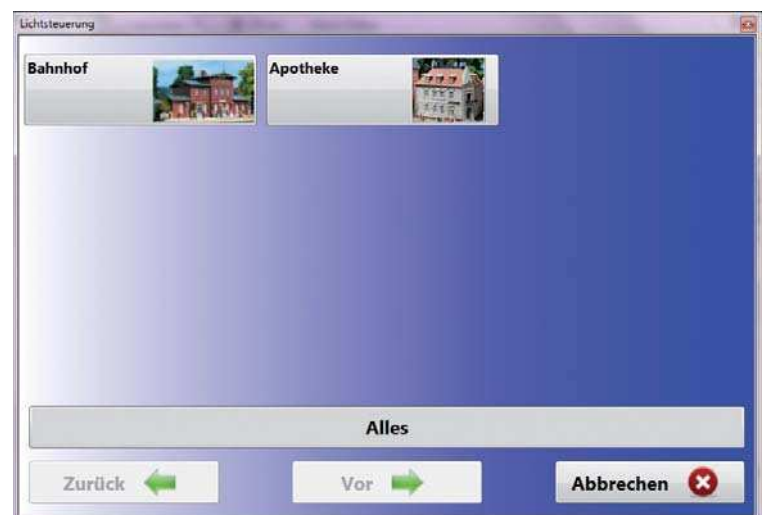 Lichtsteuerung
Bahnhof
Apotheke
Alles
Zurück
Vor
Abbrechen